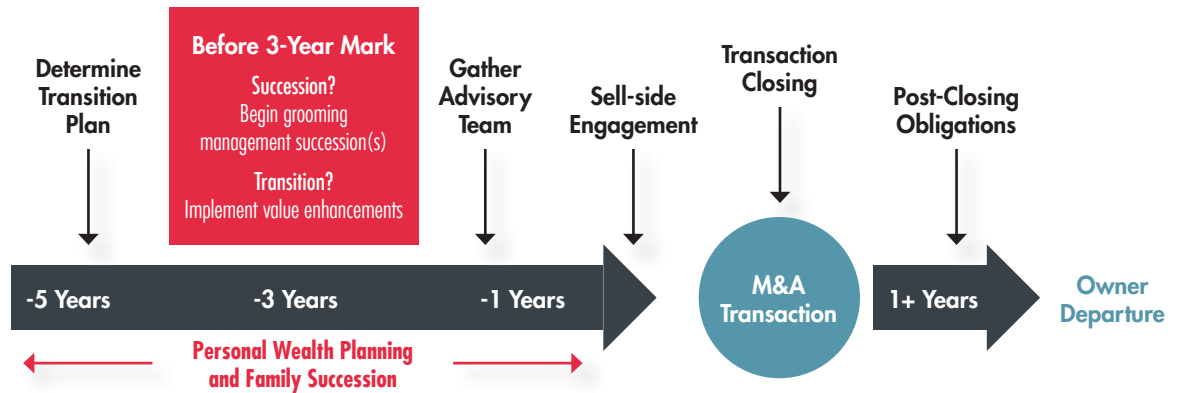 Determine
Transition
Plan
Before 3-Year Mark
Succession?
Begin grooming
management succession(s)
Transition?
Implement value enhancements
Gather
Advisory
Team
Sell-side
Engagement
Transaction
Closing
Post-Closing
Obligations
-5 Years
-3 Years
-1 Years
M&A
Transaction
1+ Years
Owner
Departure
Personal Wealth Planning
and Family Succession